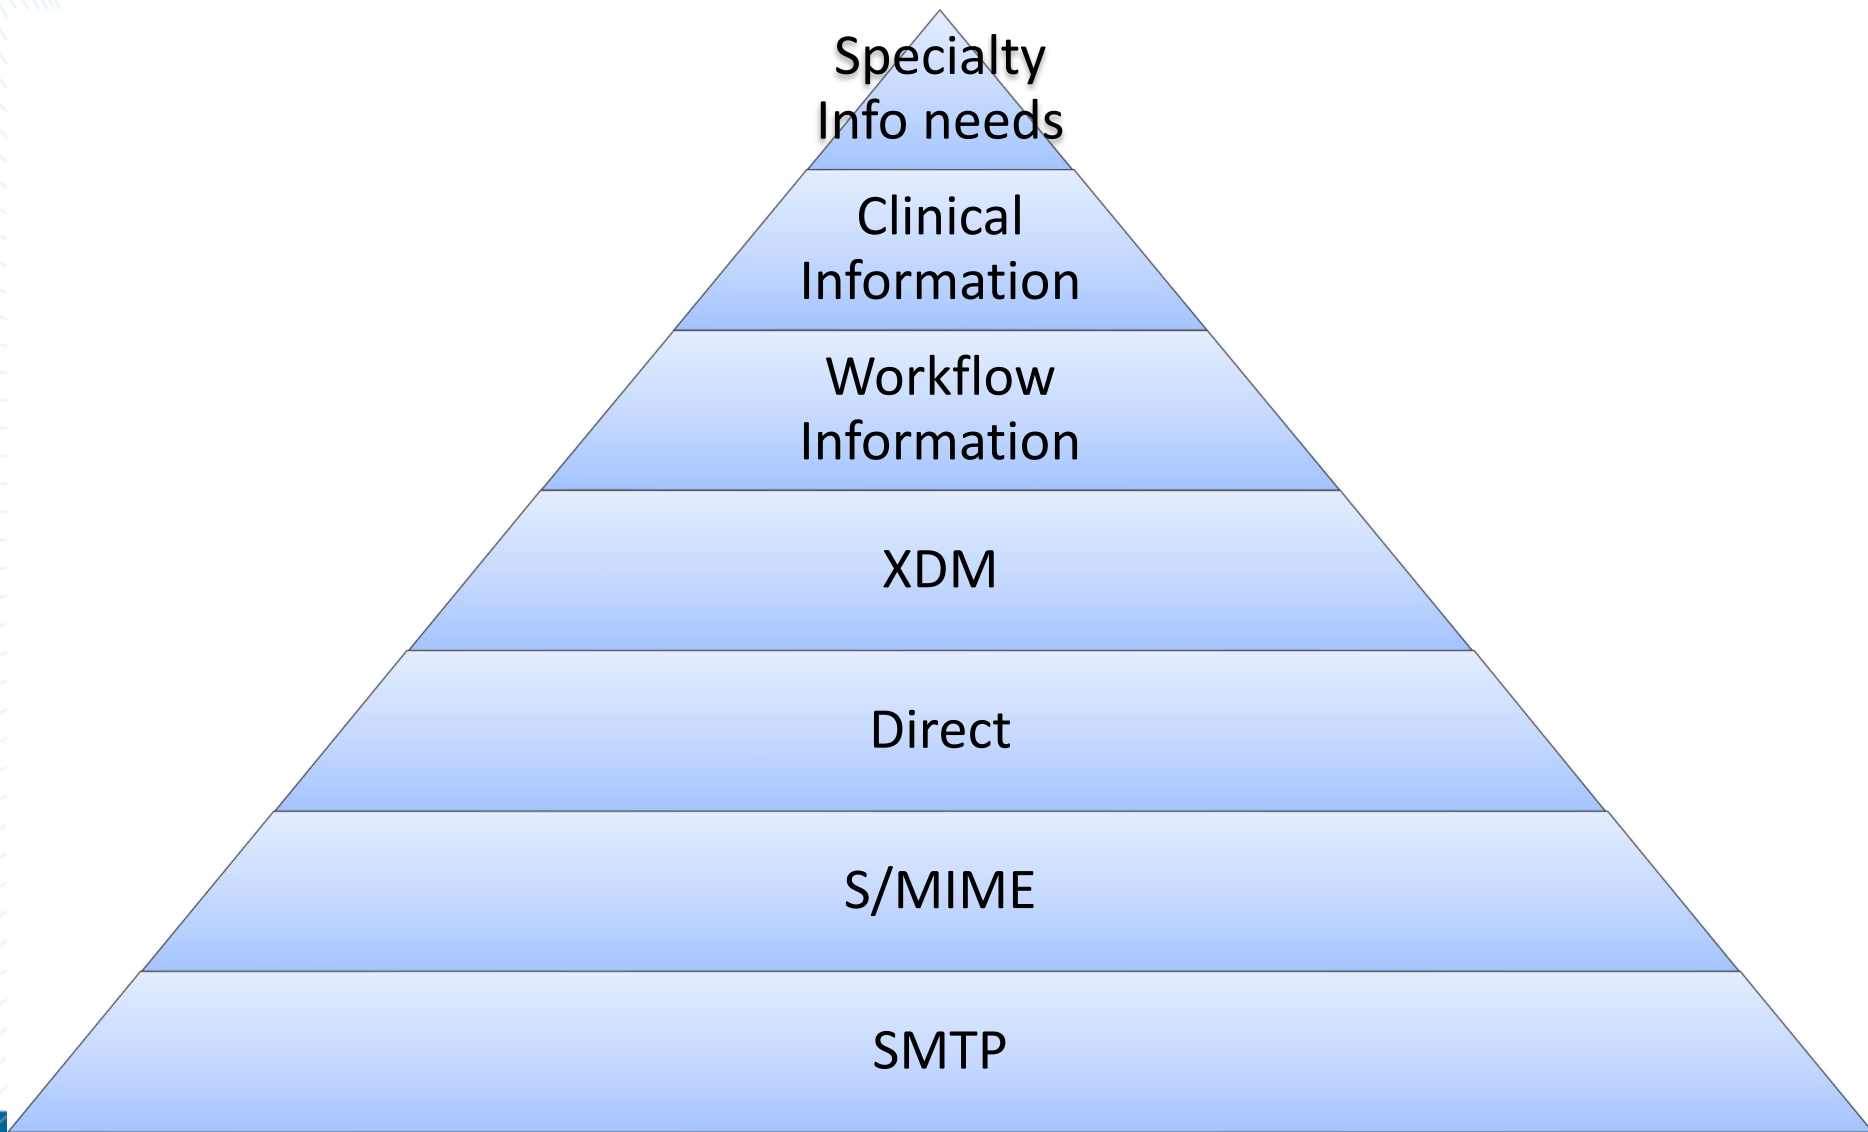 Specialty
Info needs
Clinical
Information
Workflow
Information
XDM
Direct
S/MIME
SMTP